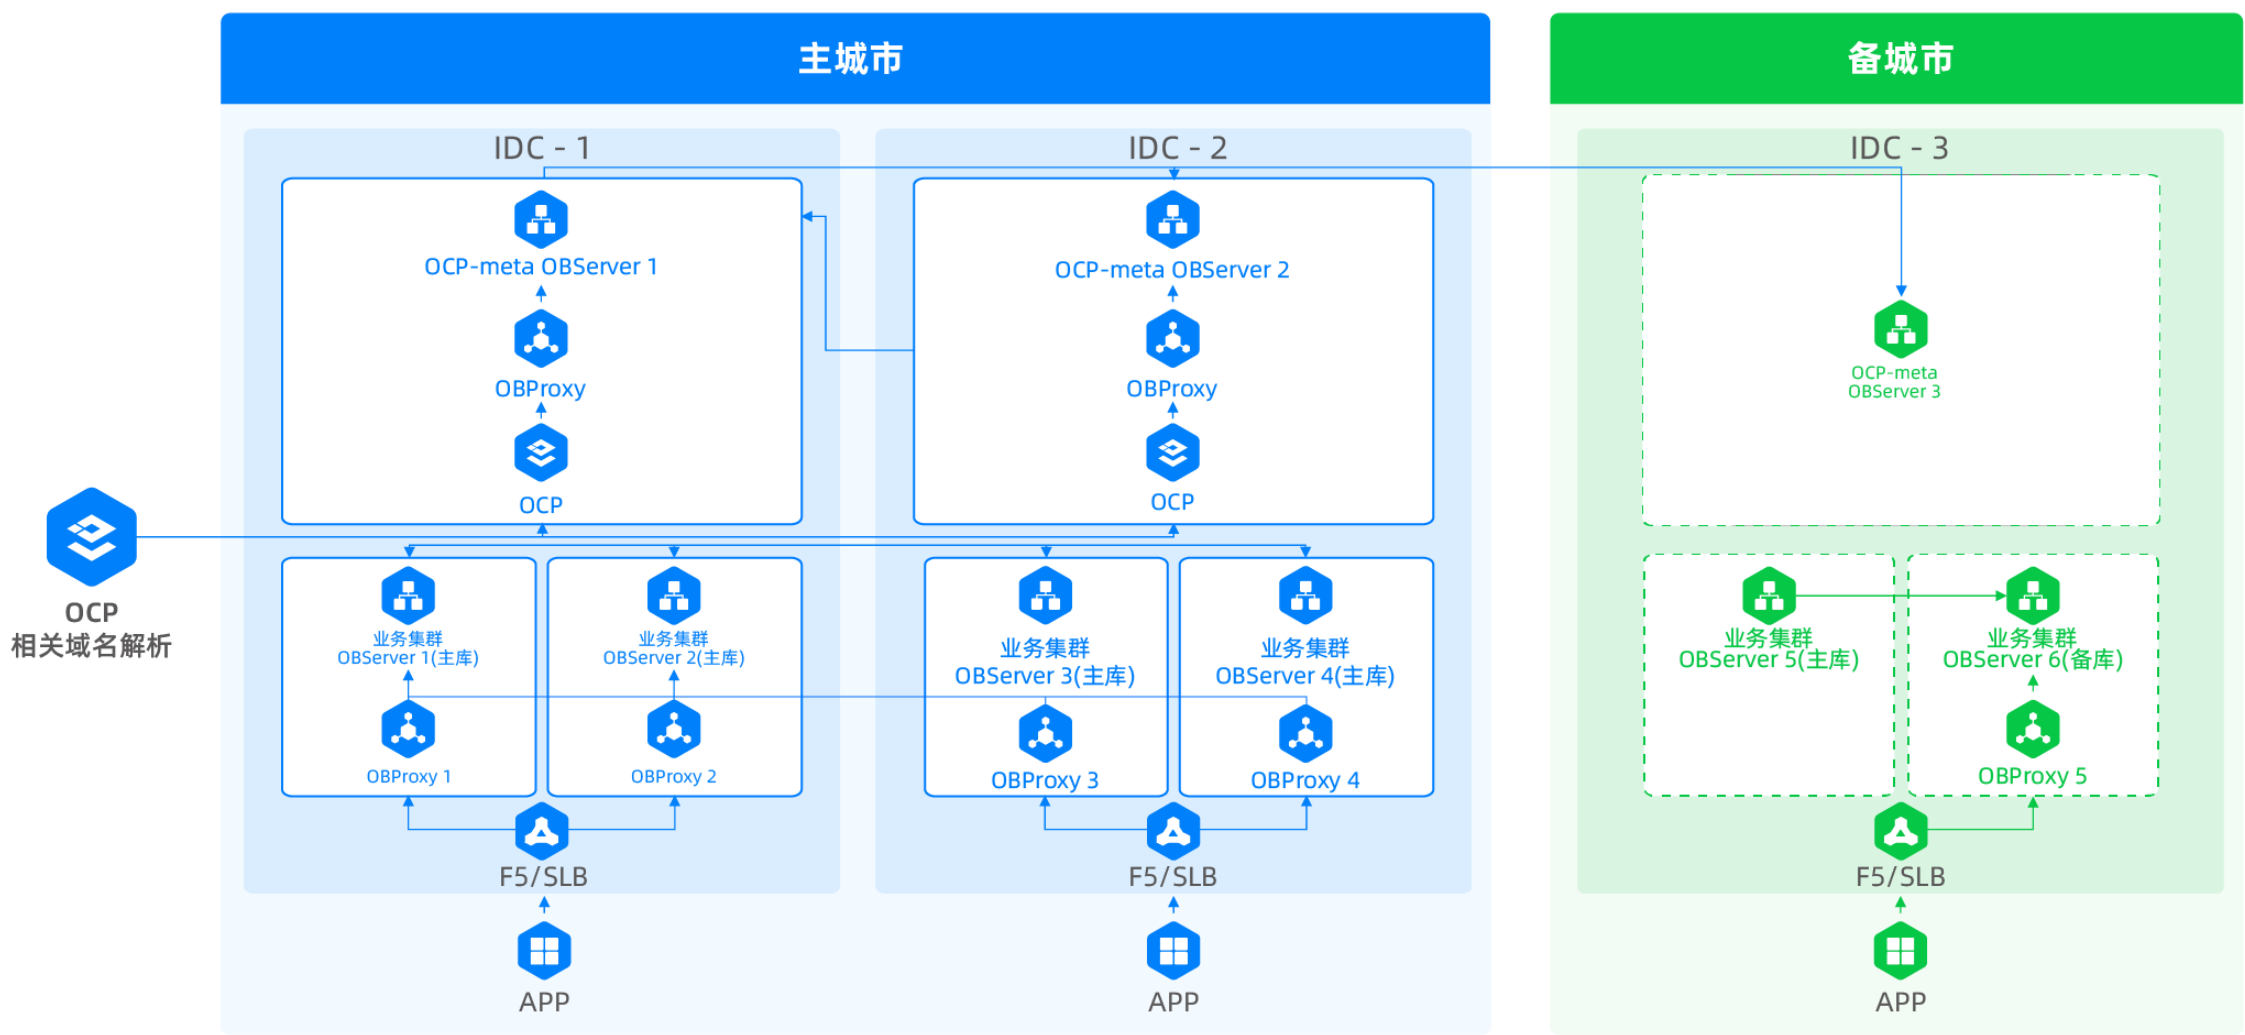 主城市
备城市
IDC - 1
IDC - 2
IDC - 3
OCP-meta OBServer 1
OBProxy
OCP
OCP-meta OBServer 2
OBProxy
OCP
OCP-meta
OBServer 3
OCP
相关域名解析
业务集群
OBServer 1(主库)
OBProxy 1
业务集群
OBServer 2(主库)
OBProxy 2
业务集群
OBServer 3(主库)
OBProxy 3
业务集群
OBServer 4(主库)
OBProxy 4
业务集群
OBServer 5(主库)
业务集群
OBServer 6(备库)
OBProxy 5
F5/SLB
F5/SLB
F5/SLB
APP
APP
APP